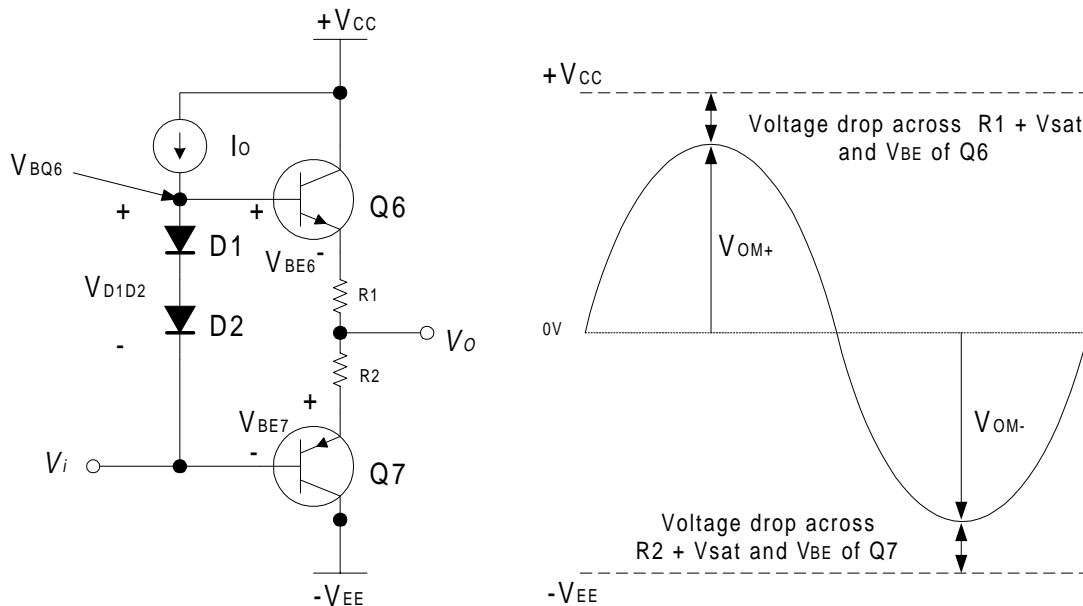 +VCC
IO
VBQ6
+
+
Q6
D1
VBE6
-
VD1D2
R1
D2
VO
-
R2
+
VBE7
-
Vi
Q7
-VEE
+VCC
Voltage drop across R1 + Vsat
and VBE of Q6
VOM+
0V
VOM-
Voltage drop across
R2 + Vsat and VBE of Q7
-VEE